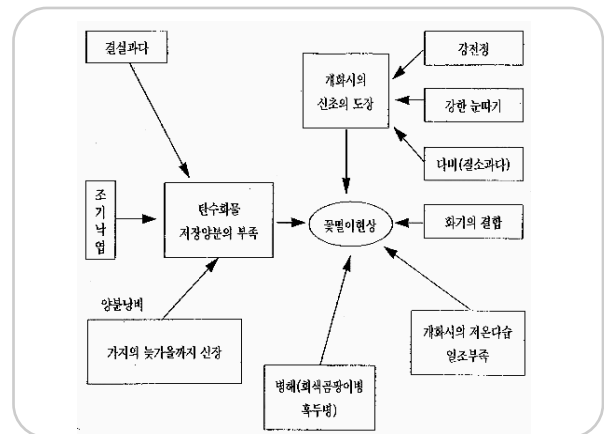 결실과다
개화시의
신초의 도장
강전정
강한 눈따기
다비(질소과다)
조
기
낙
엽
탄수화물
저장양분의 부족
꽃떨이현상
화기의 결함
양분낭비
가지의 늦가을까지 신장
개화시의 저온다습
일조부족
병해(회색곰팡이병
흑두병)